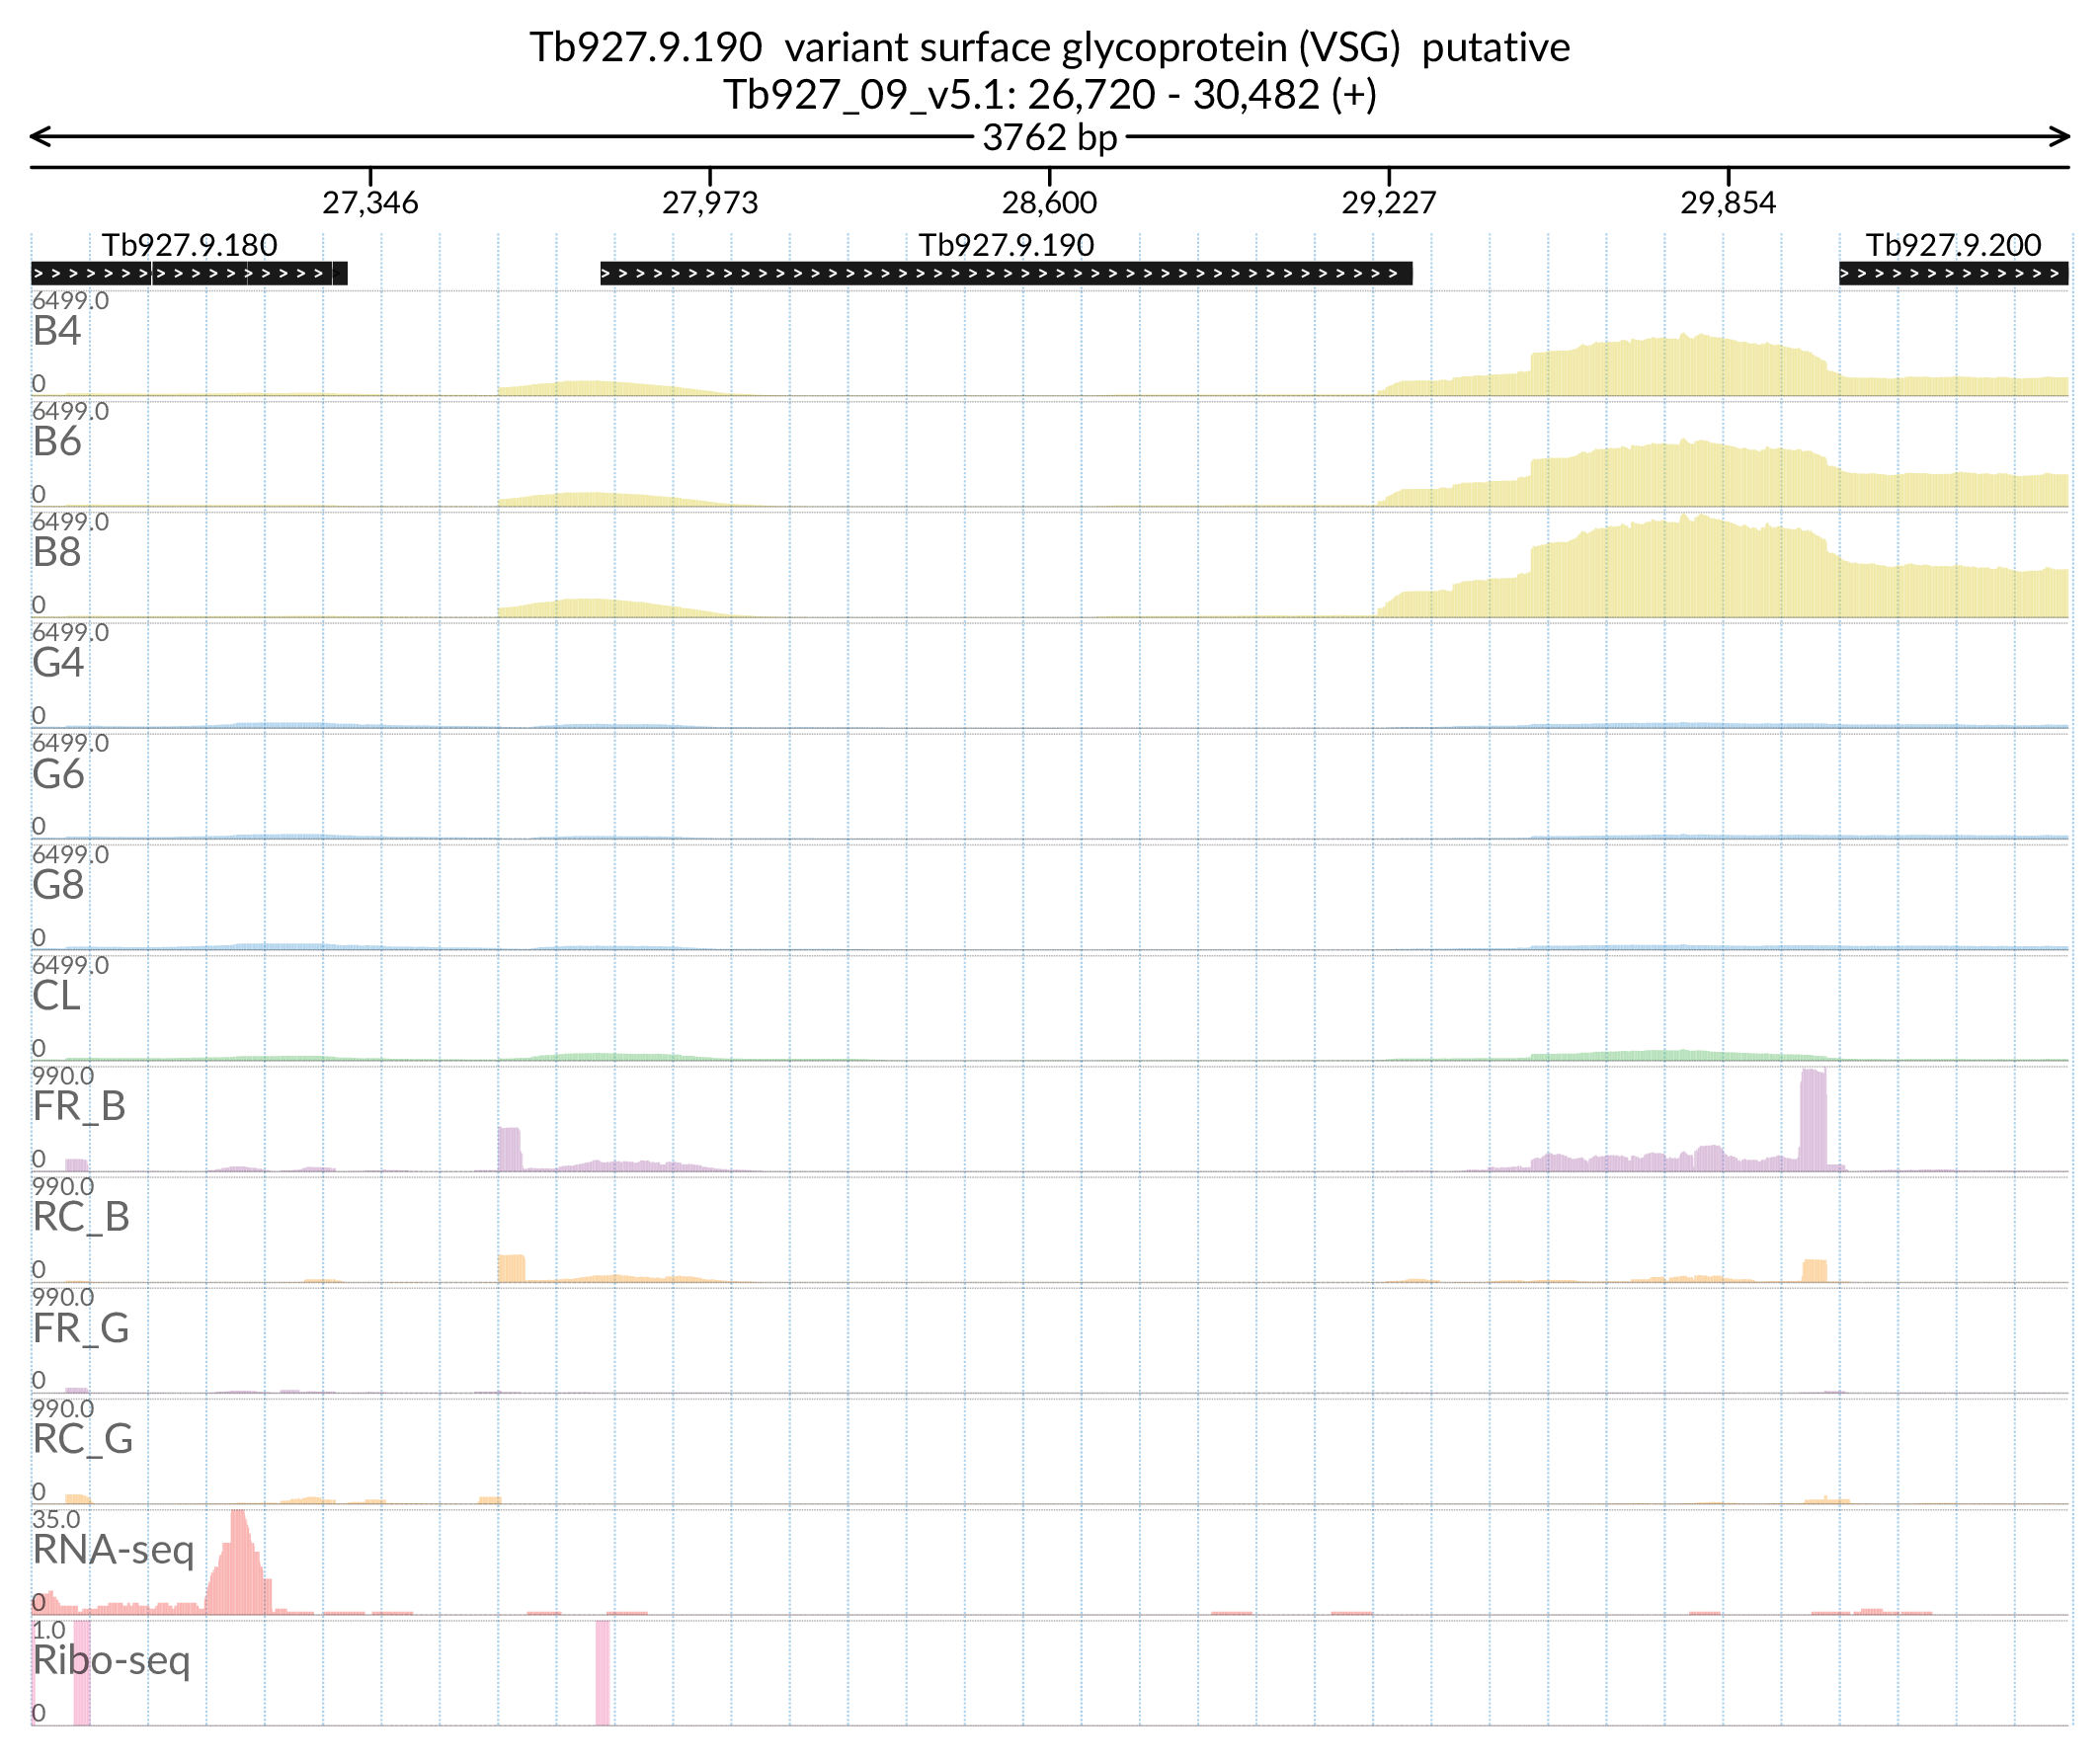 Tb927.9.190 variant surface glycoprotein (VSG) putative
Tb927_09_v5.1: 26,720 - 30,482 (+)
3762 bp
27,346 27,973 28,600 29,227 29,854
Tb927.9.180 Tb927.9.190 Tb927.9.200
6499.0
B4
0
6499.0
B6
0
6499.0
B8
0
6499.0
G4
0
6499.0
G6
0
6499.0
G8
0
6499.0
CL
0
990.0
FR_B
0
990.0
RC_B
0
990.0
FR_G
0
990.0
RC_G
0
35.0
RNA-seq
0
1.0
Ribo-seq
0